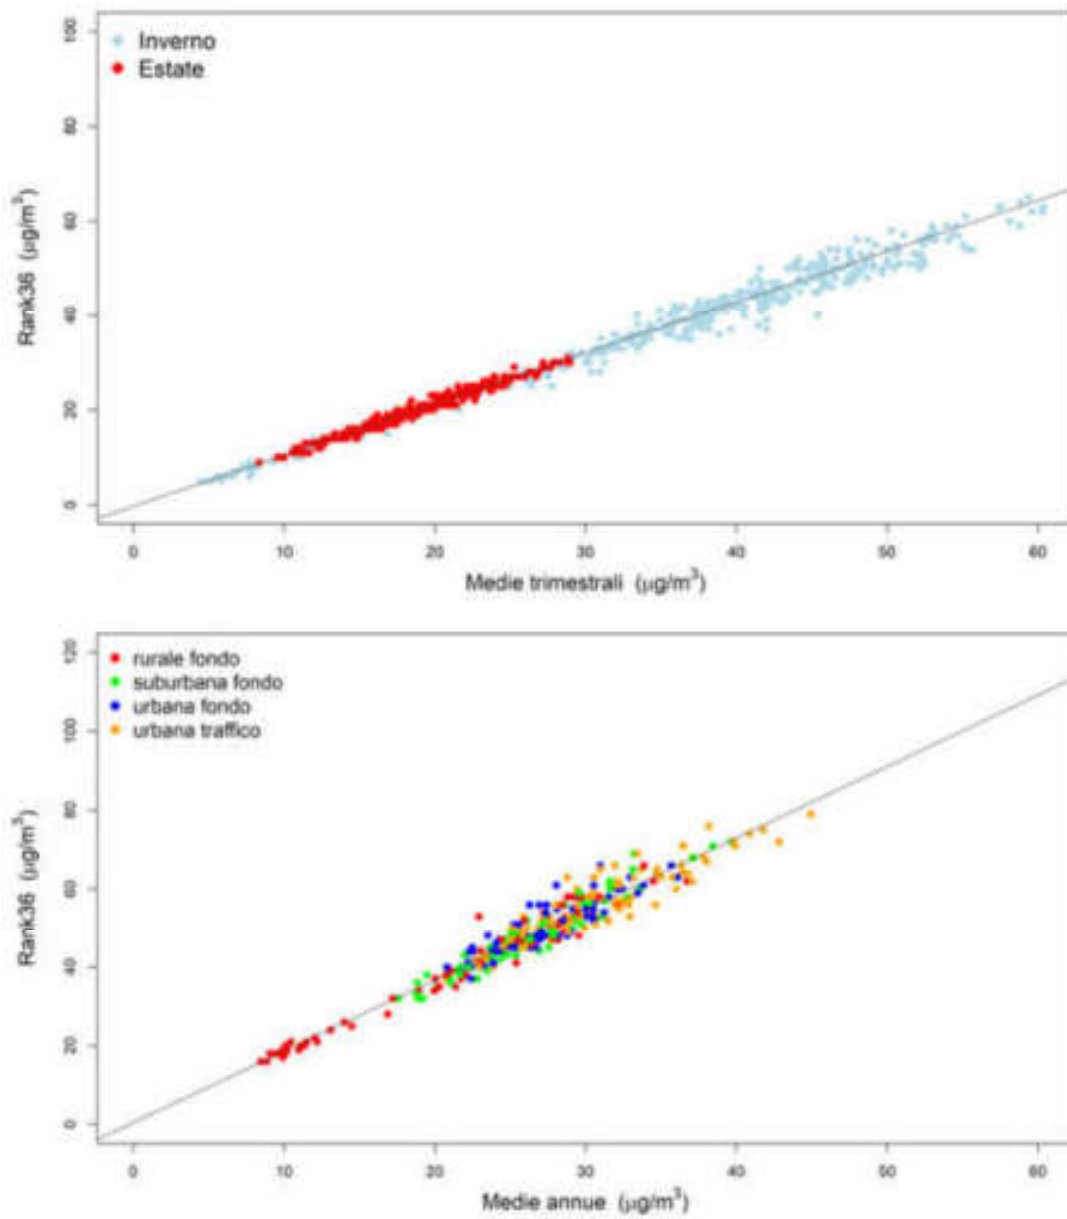 Inverno
Estate
Rank36 (μg/m³)
0
20
40
60
80
100
0 10 20 30 40 50 60
Medie trimestrali (μg/m³)
rurale fondo
suburbana fondo
urbana fondo
urbana traffico
Rank36 (μg/m³)
0
20
40
60
80
100
120
0 10 20 30 40 50 60
Medie annue (μg/m³)